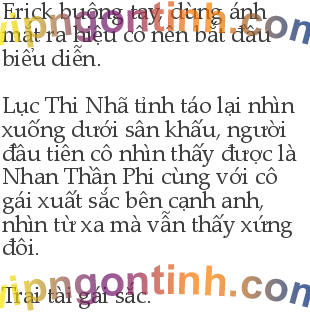 Erick buông tay, dùng ánh
mắt ra hiệu cô nên bắt đầu
biểu diễn.
Lục Thi Nhã tỉnh táo lại nhìn
xuống dưới sân khấu, người
đầu tiên cô nhìn thấy được là
Nhan Thần Phi cùng với cô
gái xuất sắc bên cạnh anh,
nhìn từ xa mà vẫn thấy xứng
đôi.
Trai tài gái sắc.
vipngontinh.com
vipngontinh.com